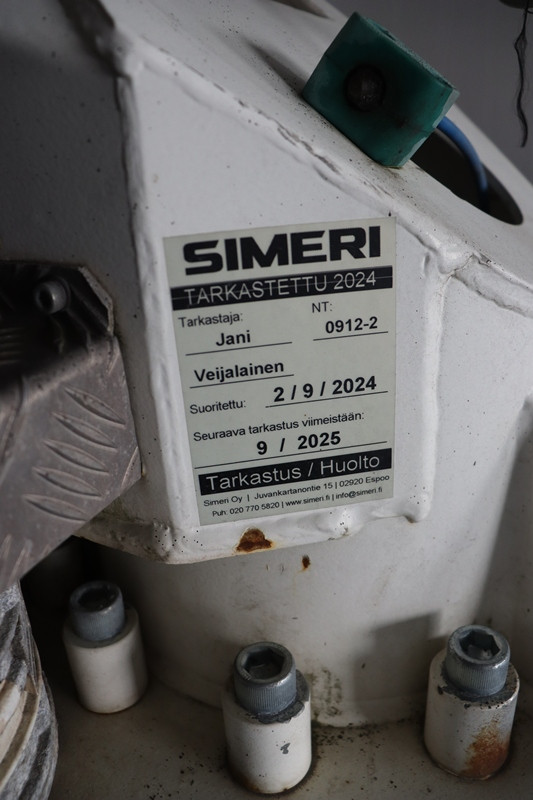 SIMERI
TARKASTETTU 2024
Tarkastaja: NT:
Jani 0912-2
Veijalainen
Suoritettu: 2 / 9 / 2024
Seuraava tarkastus viimeistään:
9 / 2025
Tarkastus / Huolto
Simeri Oy | Juvankartanontie 15 | 02920 Espoo
Puh: 020 770 5820 | www.simeri.fi | info@simeri.fi